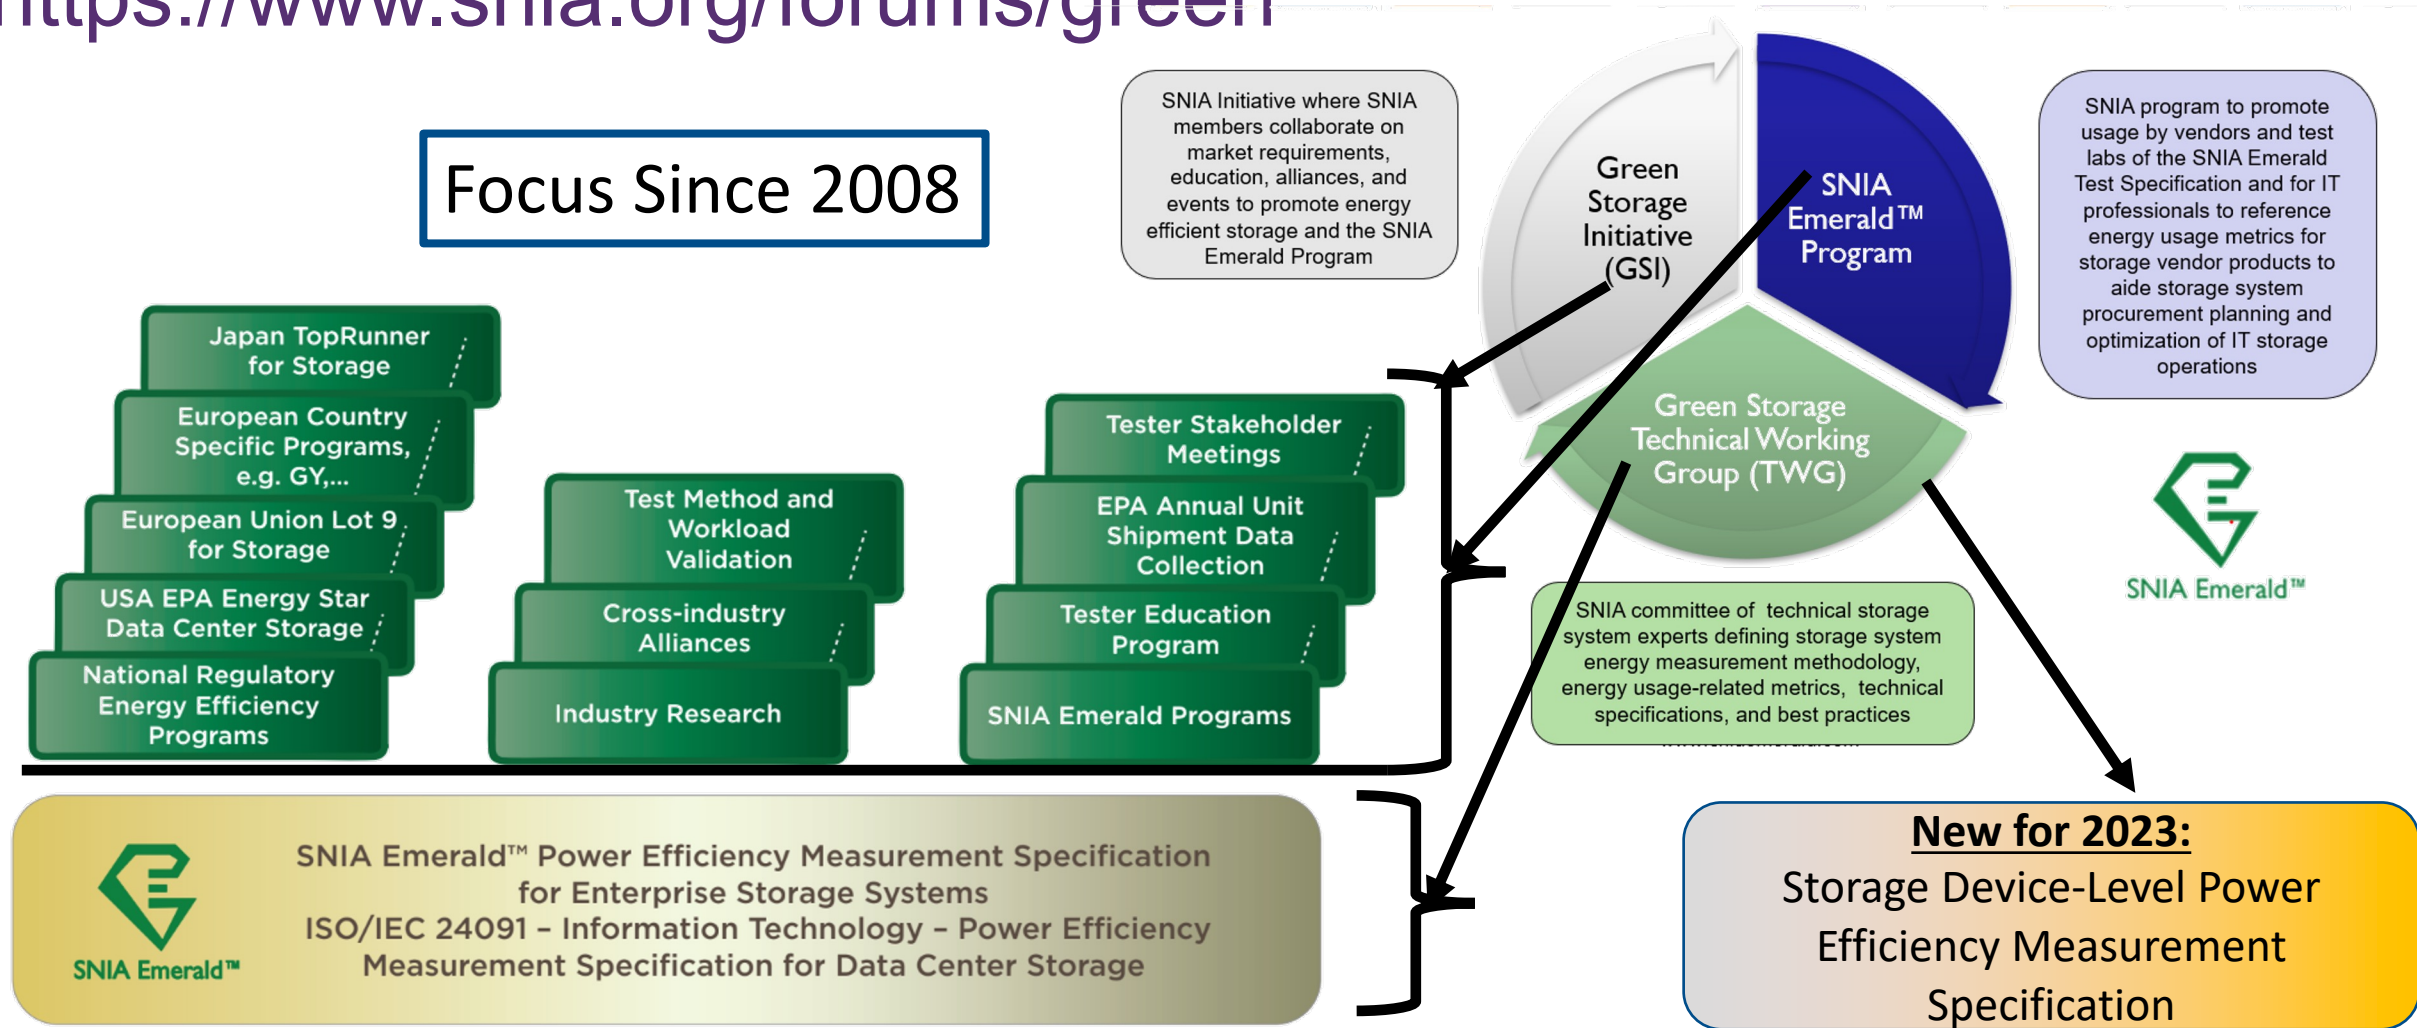 https://www.snia.org/forums/green
Focus Since 2008
SNIA Initiative where SNIA
members collaborate on
market requirements,
education, alliances, and
events to promote energy
efficient storage and the SNIA
Emerald Program
Green
Storage
Initiative
(GSI)
SNIA
Emerald™
Program
SNIA program to promote
usage by vendors and test
labs of the SNIA Emerald
Test Specification and for IT
professionals to reference
energy usage metrics for
storage vendor products to
aide storage system
procurement planning and
optimization of IT storage
operations
Green Storage
Technical Working
Group (TWG)
SNIA Emerald™
SNIA committee of technical storage
system experts defining storage system
energy measurement methodology,
energy usage-related metrics, technical
specifications, and best practices
Japan TopRunner
for Storage
European Country
Specific Programs,
e.g. GY,...
European Union Lot 9
for Storage
USA EPA Energy Star
Data Center Storage
National Regulatory
Energy Efficiency
Programs
Test Method and
Workload
Validation
Cross-industry
Alliances
Industry Research
Tester Stakeholder
Meetings
EPA Annual Unit
Shipment Data
Collection
Tester Education
Program
SNIA Emerald Programs
SNIA Emerald™
SNIA Emerald™ Power Efficiency Measurement Specification
for Enterprise Storage Systems
ISO/IEC 24091 – Information Technology – Power Efficiency
Measurement Specification for Data Center Storage
New for 2023:
Storage Device-Level Power
Efficiency Measurement
Specification